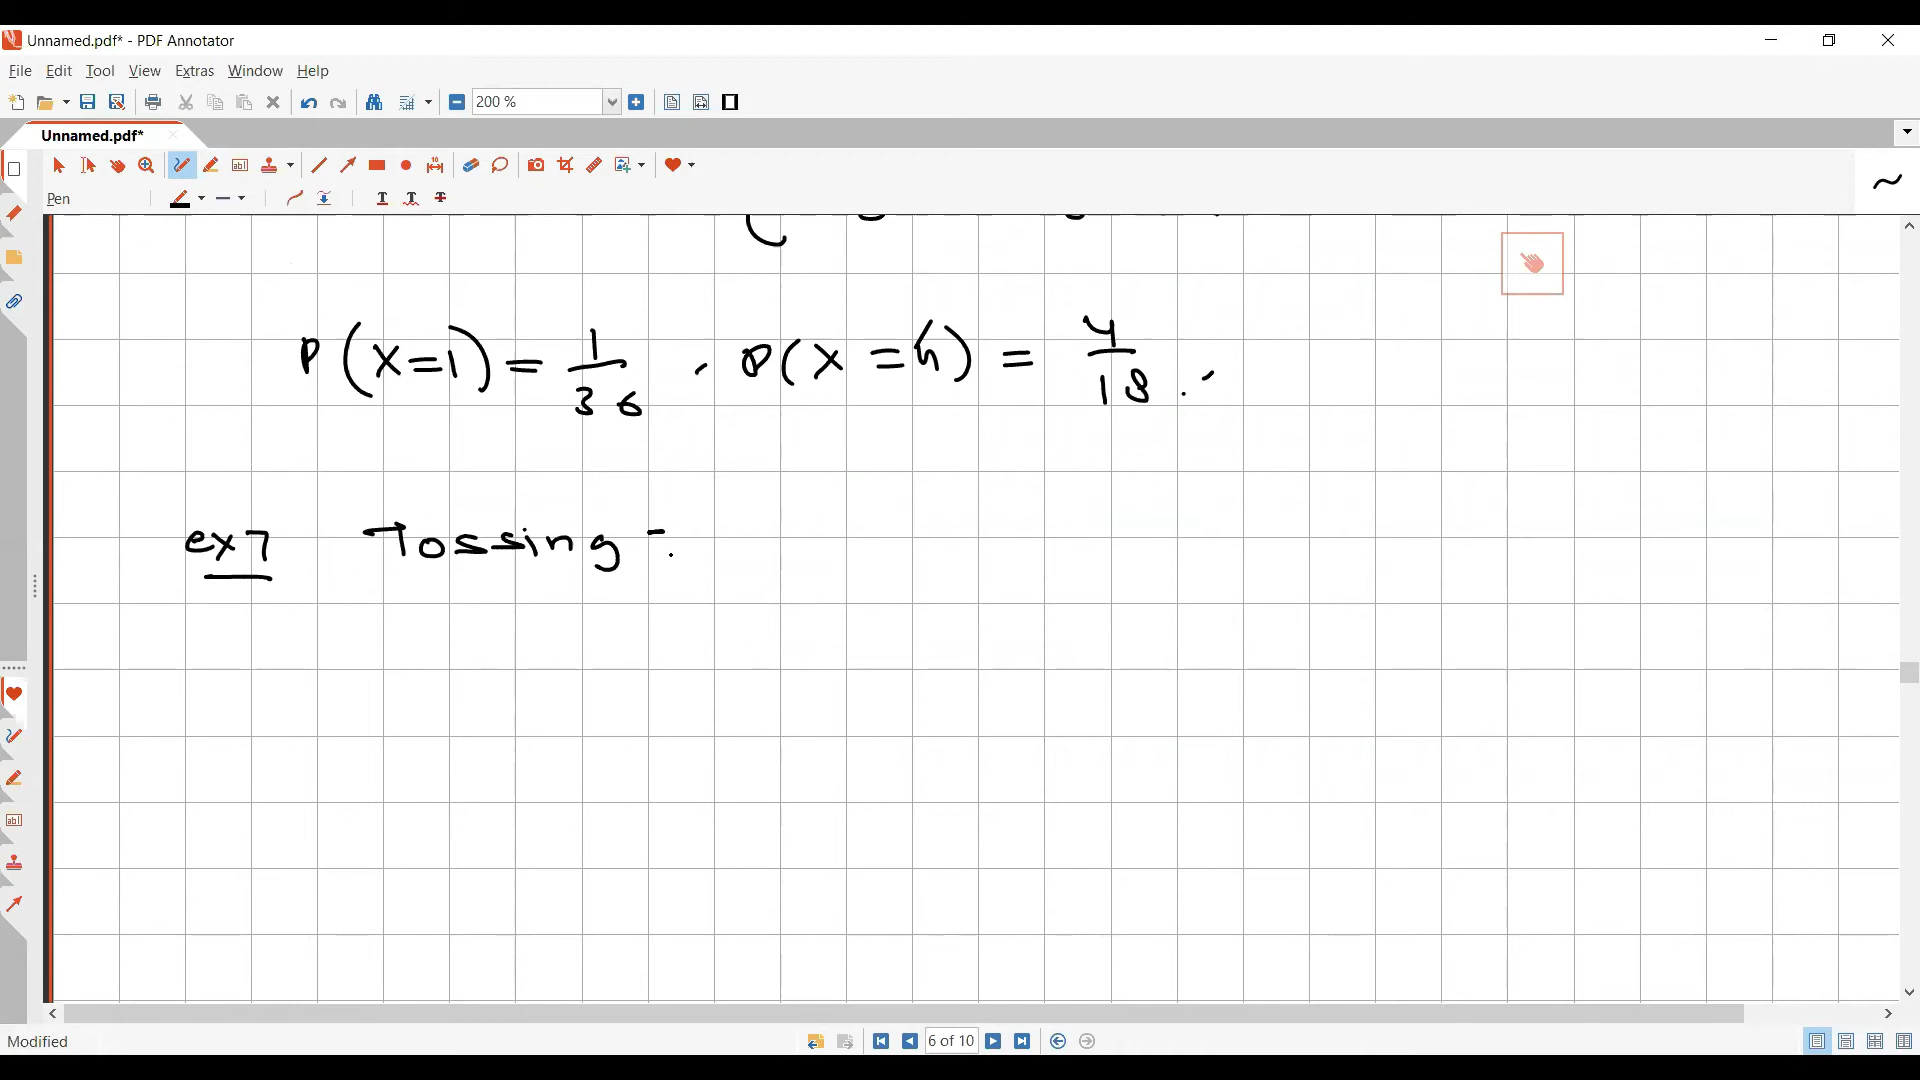 Unnamed.pdf* - PDF Annotator
File Edit Tool View Extras Window Help
200 %
Unnamed.pdf*
Pen
P(X=1) = 1/36 , P(X=h) = 4/18 .
ex7 Tossing
Modified
6 of 10